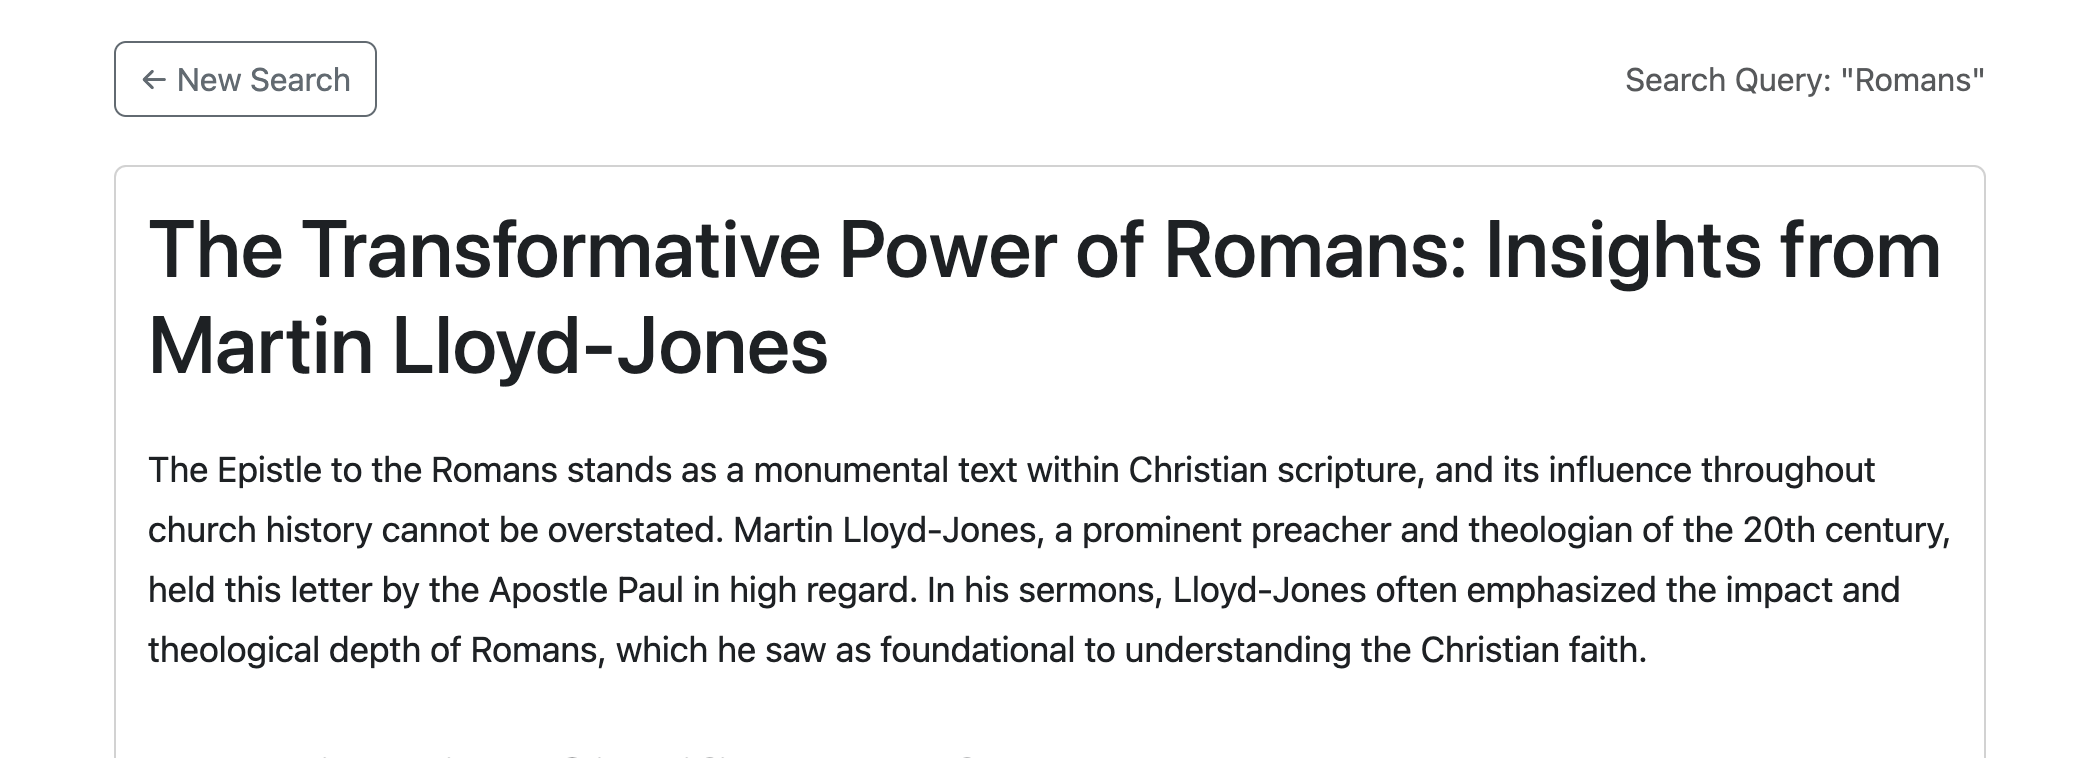 ← New Search
Search Query: "Romans"
The Transformative Power of Romans: Insights from
Martin Lloyd-Jones
The Epistle to the Romans stands as a monumental text within Christian scripture, and its influence throughout
church history cannot be overstated. Martin Lloyd-Jones, a prominent preacher and theologian of the 20th century,
held this letter by the Apostle Paul in high regard. In his sermons, Lloyd-Jones often emphasized the impact and
theological depth of Romans, which he saw as foundational to understanding the Christian faith.